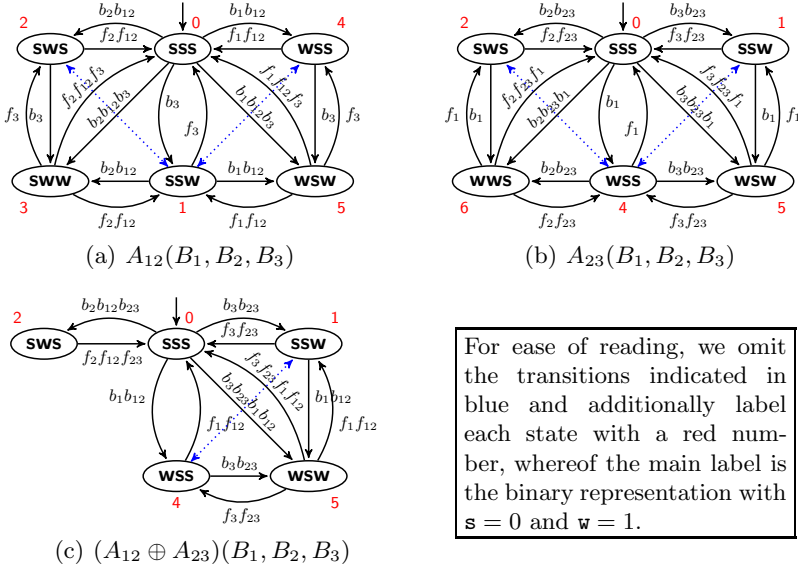 2 b₂b₁₂ 0 b₁b₁₂ 4
SWS f₂f₁₂ SSS f₁f₁₂ WSS
f₃ b₃ f₂f₁₂f₃ b₂b₁₂b₃ b₃ f₃ b₁b₁₂b₃ f₁f₁₂f₃ b₃ f₃
SWW b₂b₁₂ SSW b₁b₁₂ WSW
3 f₂f₁₂ 1 f₁f₁₂ 5
(a) A₁₂(B₁, B₂, B₃)
2 b₂b₂₃ 0 b₃b₂₃ 1
SWS f₂f₂₃ SSS f₃f₂₃ SSW
f₁ b₁ f₂f₂₃f₁ b₂b₂₃b₁ b₁ f₁ b₃b₂₃b₁ f₃f₂₃f₁ b₁ f₁
WWS b₂b₂₃ WSS b₃b₂₃ WSW
6 f₂f₂₃ 4 f₃f₂₃ 5
(b) A₂₃(B₁, B₂, B₃)
2 b₂b₁₂b₂₃ 0 b₃b₂₃ 1
SWS f₂f₁₂f₂₃ SSS f₃f₂₃ SSW
b₁b₁₂ f₁f₁₂ b₃b₂₃b₁b₁₂ f₃f₂₃f₁f₁₂ b₁b₁₂ f₁f₁₂
WSS b₃b₂₃ WSW
4 f₃f₂₃ 5
(c) (A₁₂ ⊕ A₂₃)(B₁, B₂, B₃)
For ease of reading, we omit
the transitions indicated in
blue and additionally label
each state with a red num-
ber, whereof the main label is
the binary representation with
s = 0 and w = 1.